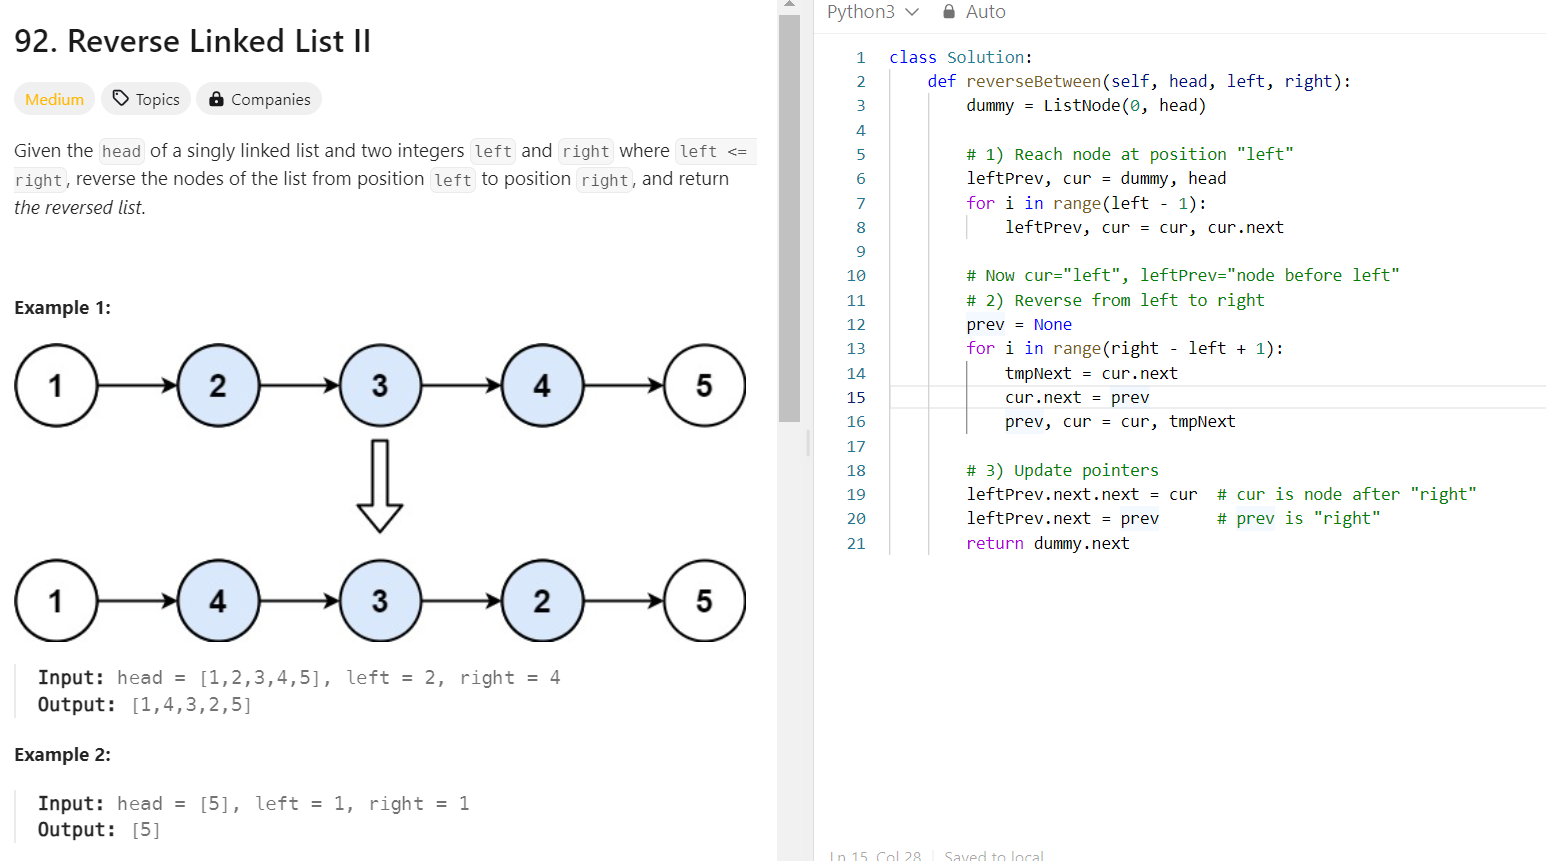 92. Reverse Linked List II
Medium Topics Companies
Given the head of a singly linked list and two integers left and right where left <=
right, reverse the nodes of the list from position left to position right, and return
the reversed list.
Example 1:
1 2 3 4 5
1 4 3 2 5
Input: head = [1,2,3,4,5], left = 2, right = 4
Output: [1,4,3,2,5]
Example 2:
Input: head = [5], left = 1, right = 1
Output: [5]
Python3 Auto
1 class Solution:
2 def reverseBetween(self, head, left, right):
3 dummy = ListNode(0, head)
4
5 # 1) Reach node at position "left"
6 leftPrev, cur = dummy, head
7 for i in range(left - 1):
8 leftPrev, cur = cur, cur.next
9
10 # Now cur="left", leftPrev="node before left"
11 # 2) Reverse from left to right
12 prev = None
13 for i in range(right - left + 1):
14 tmpNext = cur.next
15 cur.next = prev
16 prev, cur = cur, tmpNext
17
18 # 3) Update pointers
19 leftPrev.next.next = cur # cur is node after "right"
20 leftPrev.next = prev # prev is "right"
21 return dummy.next
Ln 15, Col 28 Saved to local